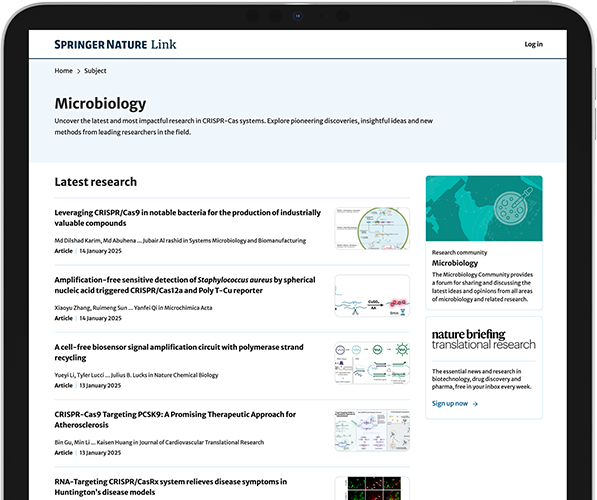 SPRINGER NATURE Link
Log in
Home > Subject
Microbiology
Uncover the latest and most impactful research in CRISPR-Cas systems. Explore pioneering discoveries, insightful ideas and new
methods from leading researchers in the field.
Latest research
Leveraging CRISPR/Cas9 in notable bacteria for the production of industrially
valuable compounds
Md Dilshad Karim, Md Abuhena ... Jubair Al rashid in Systems Microbiology and Biomanufacturing
Article | 14 January 2025
Amplification-free sensitive detection of Staphylococcus aureus by spherical
nucleic acid triggered CRISPR/Cas12a and Poly T-Cu reporter
Xiaoyu Zhang, Ruimeng Sun ... Yanfei Qi in Microchimica Acta
Article | 14 January 2025
A cell-free biosensor signal amplification circuit with polymerase strand
recycling
Yueyi Li, Tyler Lucci ... Julius B. Lucks in Nature Chemical Biology
Article | 13 January 2025
CRISPR-Cas9 Targeting PCSK9: A Promising Therapeutic Approach for
Atherosclerosis
Bin Gu, Min Li ... Kaisen Huang in Journal of Cardiovascular Translational Research
Article | 13 January 2025
RNA-Targeting CRISPR/CasRx system relieves disease symptoms in
Huntington's disease models
Research community
Microbiology
The Microbiology Community provides
a forum for sharing and discussing the
latest ideas and opinions from all areas
of microbiology and related research.
nature briefing
translational research
The essential news and research in
biotechnology, drug discovery and
pharma, free in your inbox every week.
Sign up now →